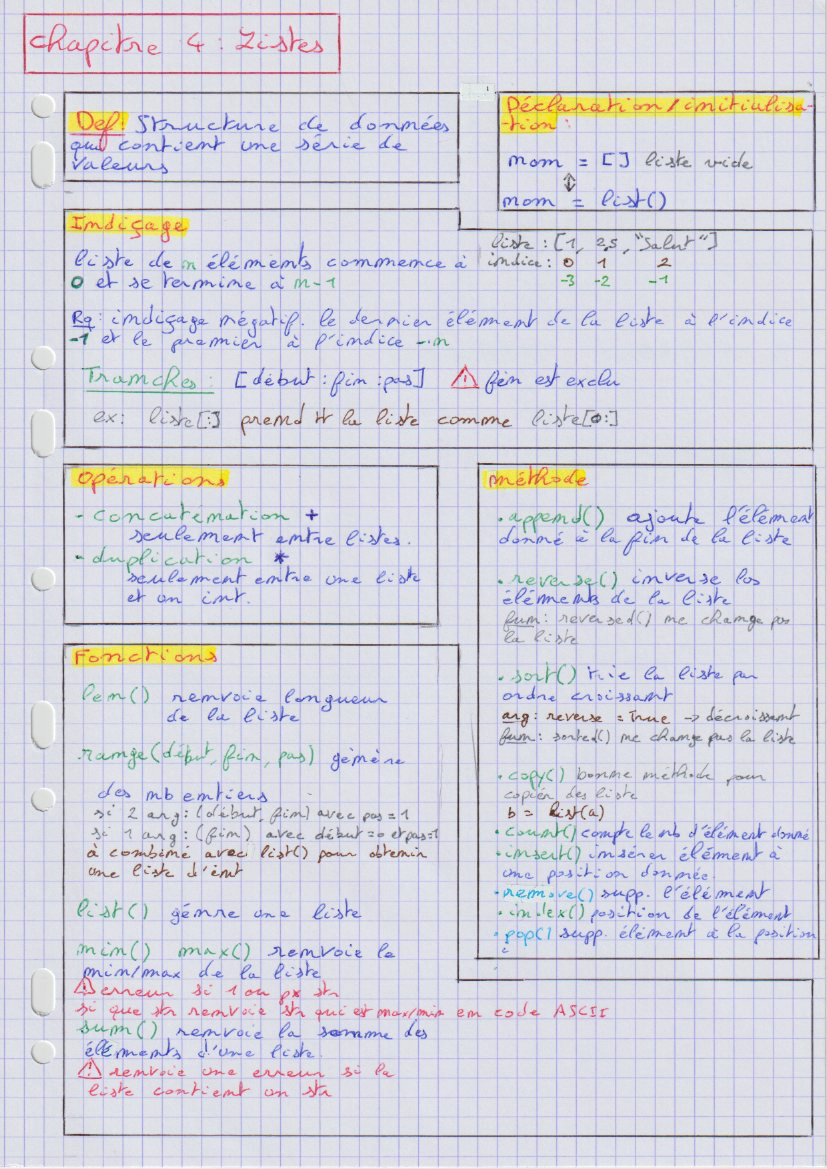 Chapitre 4 : Listes
Def: Structure de données
qui contient une série de
valeurs
1
Déclaration / initialisa-
-tion :
nom = [] liste vide
⇕
nom = list()
Indiçage
liste de n éléments commence à
0 et se termine à n-1
liste : [1, 2,5, "Salut"]
indice : 0 1 2
-3 -2 -1
Rq : indiçage négatif. le dernier élément de la liste à l'indice
-1 et le premier à l'indice -n
Tranches : [début : fin : pas] ⚠ fin est exclu
ex: liste[:] prend tt la liste comme liste[0:]
Opérations
- concaténation +
seulement entre listes.
- duplication *
seulement entre une liste
et un int.
Fonctions
len() renvoie longueur
de la liste
range(début, fin, pas) génère
des nb entiers
si 2 arg : (début, fin) avec pas = 1
si 1 arg : (fin) avec début = 0 et pas=1
à combiné avec list() pour obtenir
une liste d'int
list() génère une liste
min() max() renvoie le
min/max de la liste
⚠ erreur si 1 ou px str
si que str renvoie str qui est max/min en code ASCII
sum() renvoie la somme des
éléments d'une liste.
⚠ renvoie une erreur si la
liste contient un str
méthode
• append() ajoute l'élément
donné à la fin de la liste
• reverse() inverse les
éléments de la liste
fun : reversed() ne change pas
la liste
• sort() trie la liste par
ordre croissant
arg : reverse = True -> décroissant
fun : sorted() ne change pas la liste
• copy() bonne méthode pour
copier des liste
b = list(a)
• count() compte le nb d'élément donné
• insert() insérer élément à
une position donnée.
• remove() supp. l'élément
• index() position de l'élément
• pop() supp. élément à la position
i